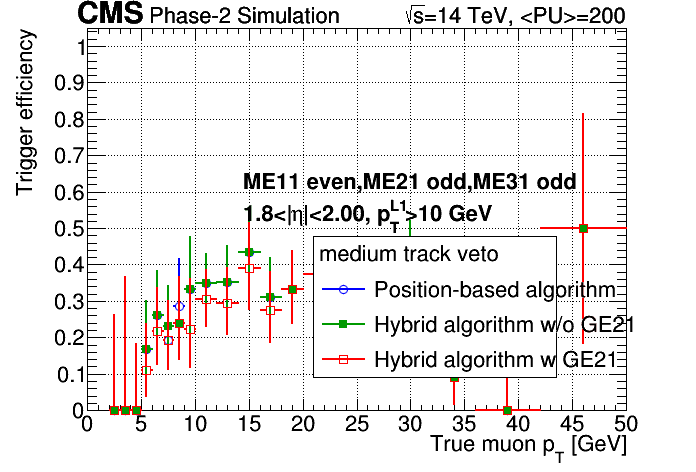 CMS Phase-2 Simulation √s=14 TeV, <PU>=200
Trigger efficiency
1
0.9
0.8
0.7
0.6
0.5
0.4
0.3
0.2
0.1
0
ME11 even,ME21 odd,ME31 odd
1.8<|η|<2.00, p_T^L1>10 GeV
medium track veto
Position-based algorithm
Hybrid algorithm w/o GE21
Hybrid algorithm w GE21
0 5 10 15 20 25 30 35 40 45 50
True muon p_T [GeV]